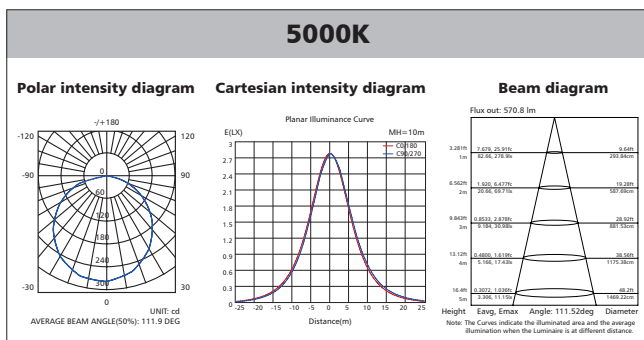 5000K
Polar intensity diagram
Cartesian intensity diagram
Beam diagram
-/+180
-120
120
-90
90
-30
30
0
0
60
120
180
240
300
UNIT: cd
AVERAGE BEAM ANGLE(50%): 111.9 DEG
Planar Illuminance Curve
E(LX)
MH=10m
C0/180
C90/270
3
2.7
2.4
2.1
1.8
1.5
1.2
0.9
0.6
0.3
0
-25 -20 -15 -10 -5 0 5 10 15 20 25
Distance(m)
Flux out: 570.8 lm
3.281ft 7.679, 25.91fc 9.64ft
1m 82.66, 278.9lx 293.84cm
6.562ft 1.920, 6.477fc 19.28ft
2m 20.66, 69.71lx 587.69cm
9.843ft 0.8533, 2.878fc 28.92ft
3m 9.184, 30.98lx 881.53cm
13.12ft 0.4800, 1.619fc 38.56ft
4m 5.166, 17.43lx 1175.38cm
16.4ft 0.3072, 1.036fc 48.2ft
5m 3.306, 11.15lx 1469.22cm
Height Eavg, Emax Angle: 111.52deg Diameter
Note: The Curves indicate the illuminated area and the average
illumination when the Luminaire is at different distance.